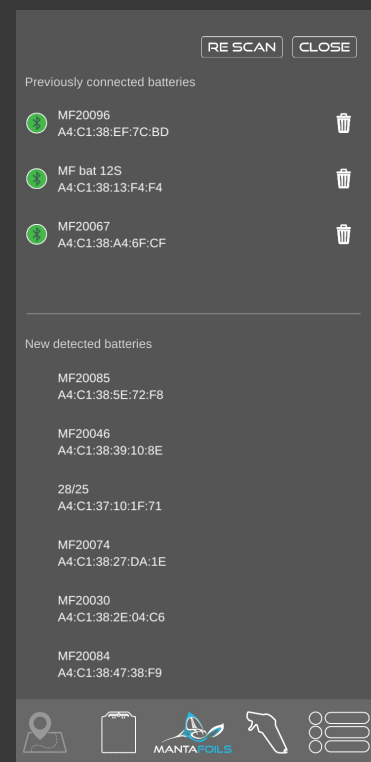 RE SCAN CLOSE
Previously connected batteries
MF20096
A4:C1:38:EF:7C:BD
MF bat 12S
A4:C1:38:13:F4:F4
MF20067
A4:C1:38:A4:6F:CF
New detected batteries
MF20085
A4:C1:38:5E:72:F8
MF20046
A4:C1:38:39:10:8E
28/25
A4:C1:37:10:1F:71
MF20074
A4:C1:38:27:DA:1E
MF20030
A4:C1:38:2E:04:C6
MF20084
A4:C1:38:47:38:F9
MANTAFOILS